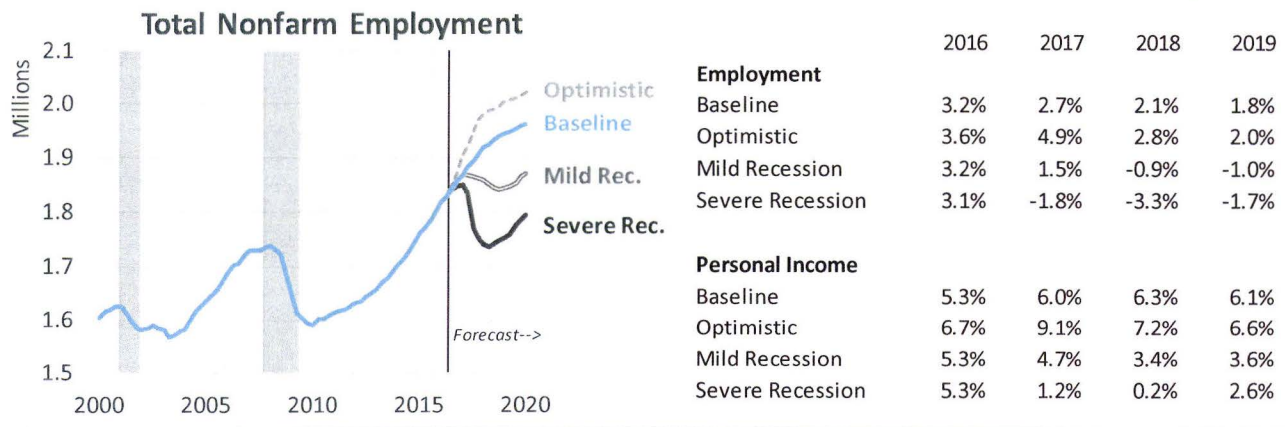 Total Nonfarm Employment
Millions
2.1
2.0
1.9
1.8
1.7
1.6
1.5
2000
2005
2010
2015
2020
Optimistic
Baseline
Mild Rec.
Severe Rec.
Forecast-->
2016 2017 2018 2019
Employment
Baseline 3.2% 2.7% 2.1% 1.8%
Optimistic 3.6% 4.9% 2.8% 2.0%
Mild Recession 3.2% 1.5% -0.9% -1.0%
Severe Recession 3.1% -1.8% -3.3% -1.7%
Personal Income
Baseline 5.3% 6.0% 6.3% 6.1%
Optimistic 6.7% 9.1% 7.2% 6.6%
Mild Recession 5.3% 4.7% 3.4% 3.6%
Severe Recession 5.3% 1.2% 0.2% 2.6%